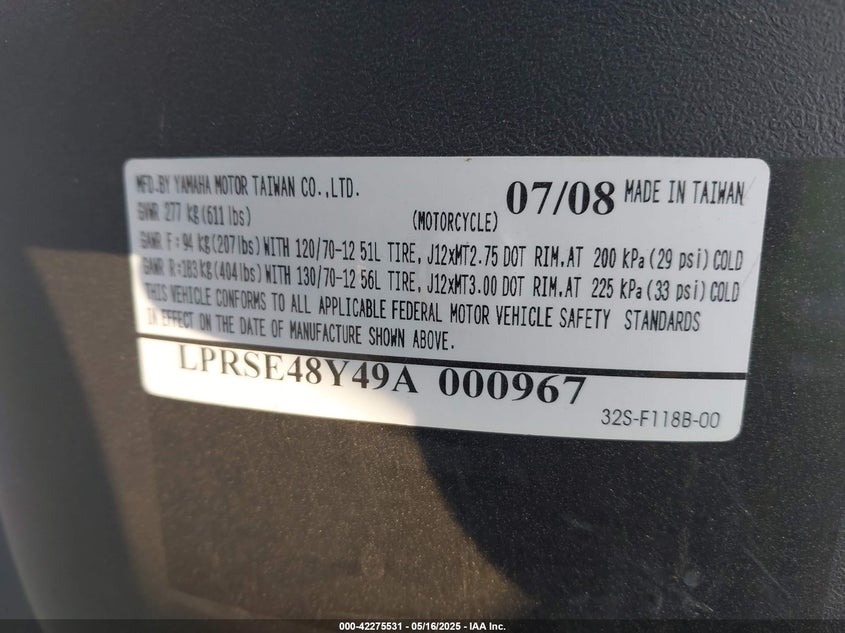 MFD.BY YAMAHA MOTOR TAIWAN CO.,LTD. 07/08 MADE IN TAIWAN
GVWR 277 kg(611 lbs) (MOTORCYCLE)
GAWR F:94 kg(207lbs)WITH 120/70-12 51L TIRE,J12xMT2.75 DOT RIM.AT 200 kPa(29 psi)COLD
GAWR R:183kg(404lbs)WITH 130/70-12 56L TIRE,J12xMT3.00 DOT RIM.AT 225 kPa(33 psi)COLD
THIS VEHICLE CONFORMS TO ALL APPLICABLE FEDERAL MOTOR VEHICLE SAFETY STANDARDS
IN EFFECT ON THE DATE OF MANUFACTURE SHOWN ABOVE.
LPRSE48Y49A 000967
32S-F118B-00
000-42275531 - 05/16/2025 - IAA Inc.